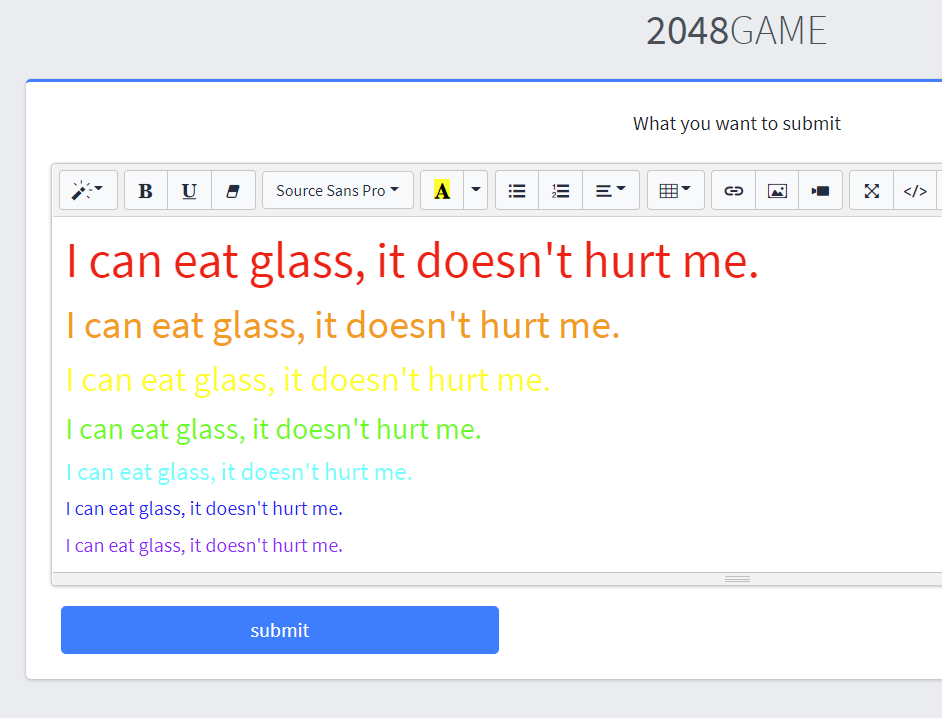 2048GAME
What you want to submit
B U Source Sans Pro A </>
I can eat glass, it doesn't hurt me.
I can eat glass, it doesn't hurt me.
I can eat glass, it doesn't hurt me.
I can eat glass, it doesn't hurt me.
I can eat glass, it doesn't hurt me.
I can eat glass, it doesn't hurt me.
I can eat glass, it doesn't hurt me.
submit